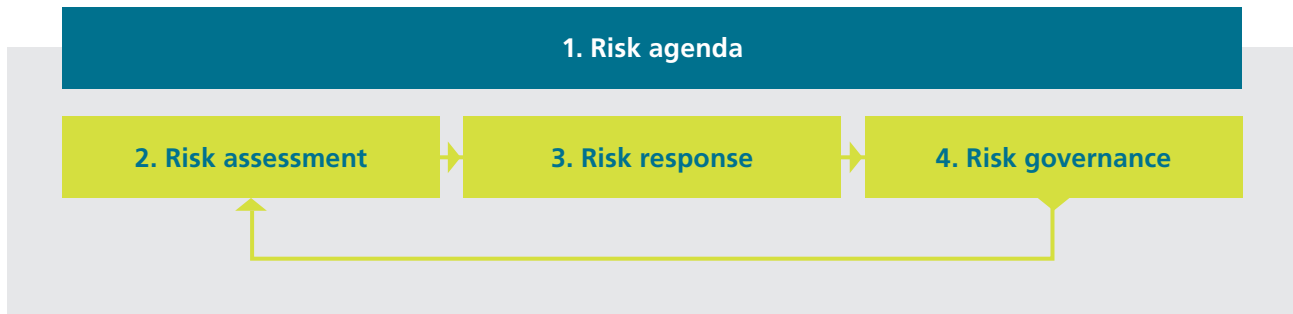 1. Risk agenda
2. Risk assessment
3. Risk response
4. Risk governance